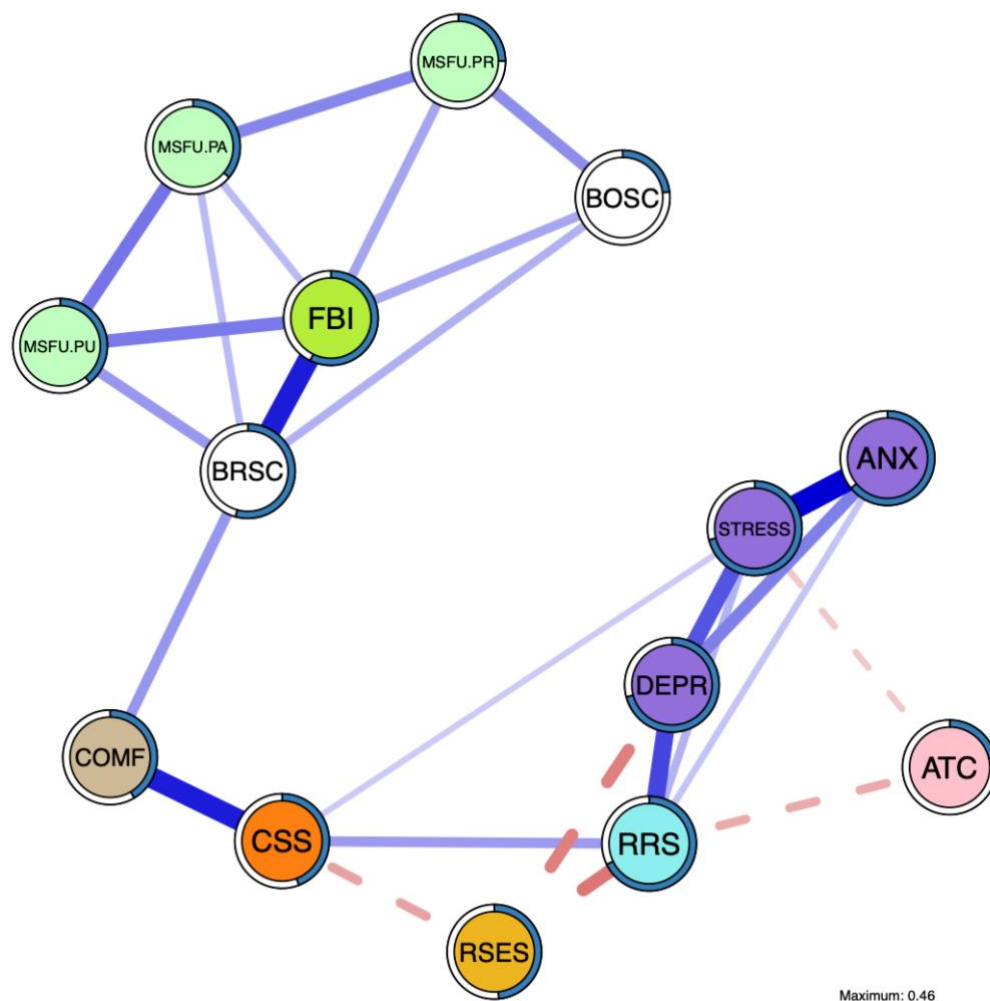 MSFU.PR
MSFU.PA
BOSC
FBI
MSFU.PU
BRSC
ANX
STRESS
DEPR
COMF
ATC
CSS
RRS
RSES
Maximum: 0.46